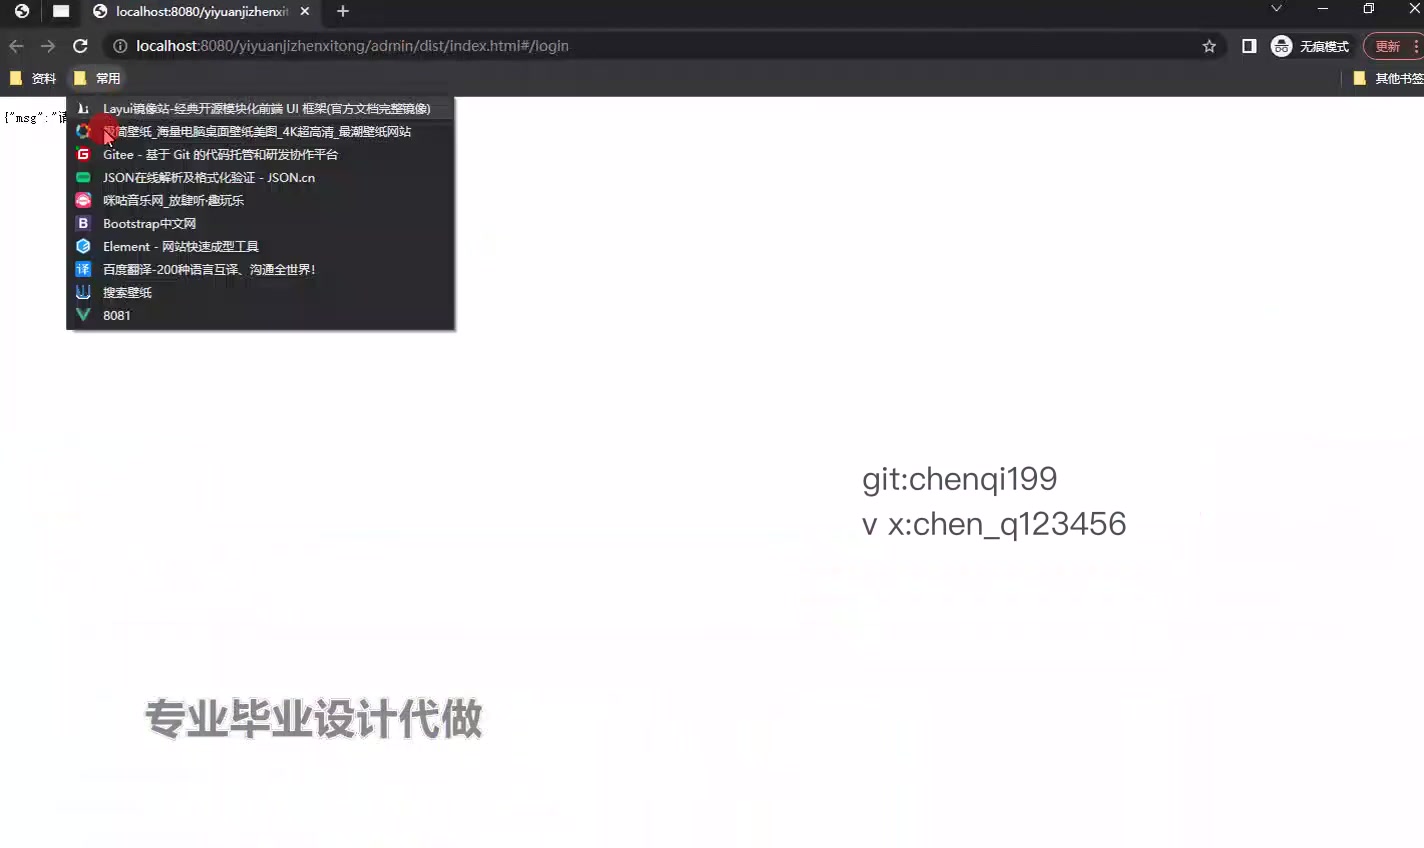 localhost:8080/yiyuanjizhenxit
localhost:8080/yiyuanjizhenxitong/admin/dist/index.html#/login
无痕模式
更新
资料
常用
其他书签
{"msg":"请
Layui镜像站-经典开源模块化前端 UI 框架(官方文档完整镜像)
简壁纸_海量电脑桌面壁纸美图_4K超高清_最潮壁纸网站
Gitee - 基于 Git 的代码托管和研发协作平台
JSON在线解析及格式化验证 - JSON.cn
咪咕音乐网_放肆听·趣玩乐
B Bootstrap中文网
Element - 网站快速成型工具
译 百度翻译-200种语言互译、沟通全世界!
搜索壁纸
8081
git:chenqi199
v x:chen_q123456
专业毕业设计代做